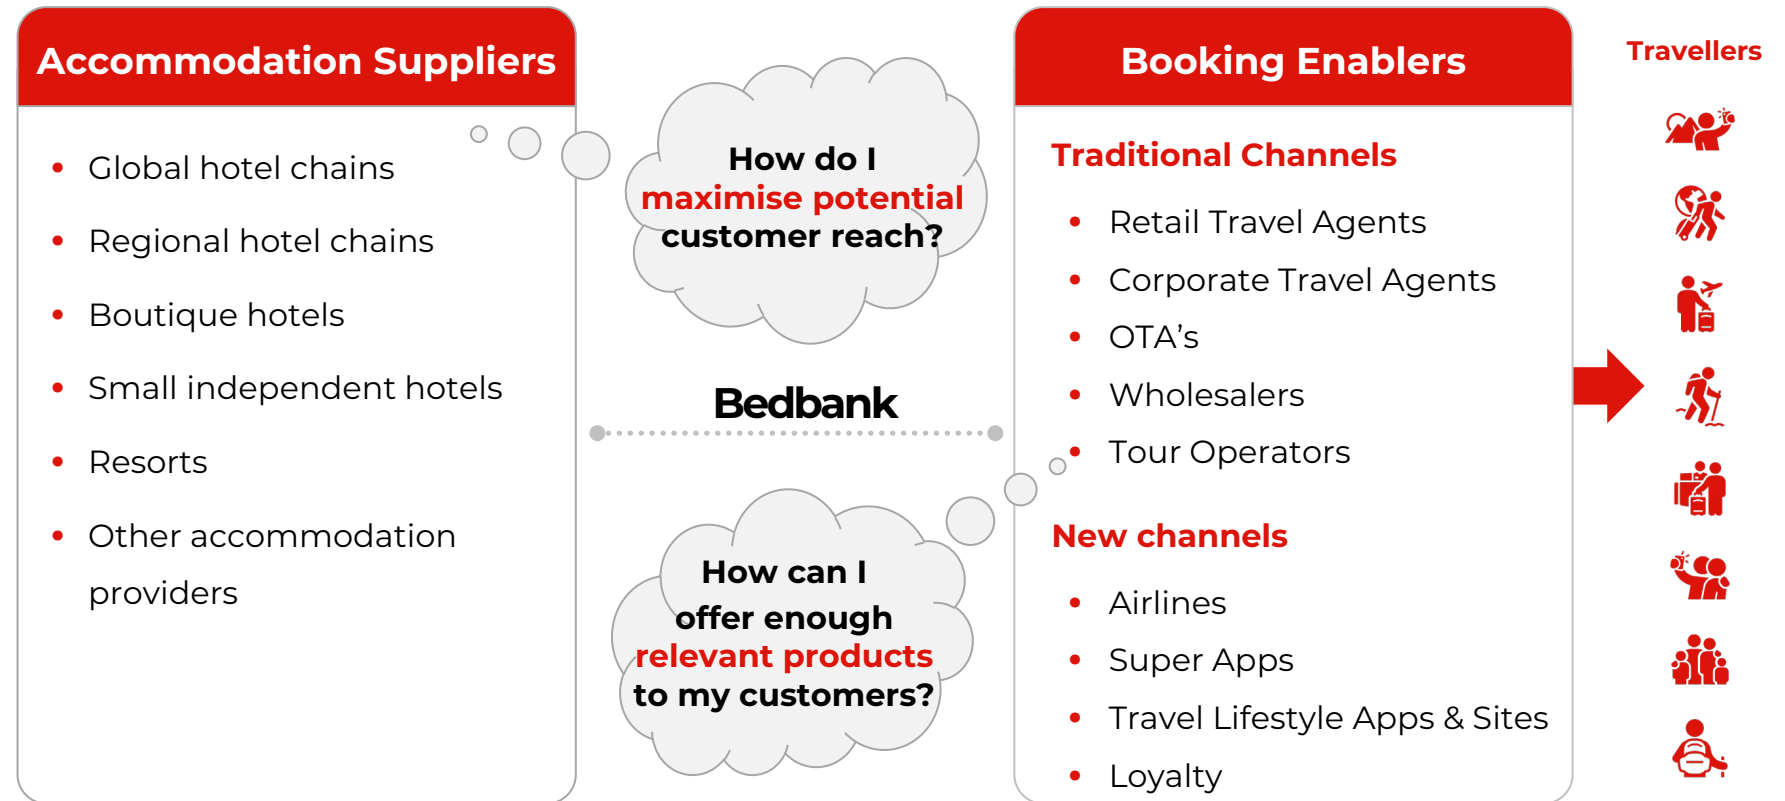 Accommodation Suppliers
• Global hotel chains
• Regional hotel chains
• Boutique hotels
• Small independent hotels
• Resorts
• Other accommodation
providers
How do I
maximise potential
customer reach?
Bedbank
How can I
offer enough
relevant products
to my customers?
Booking Enablers
Traditional Channels
• Retail Travel Agents
• Corporate Travel Agents
• OTA’s
• Wholesalers
• Tour Operators
New channels
• Airlines
• Super Apps
• Travel Lifestyle Apps & Sites
• Loyalty
Travellers